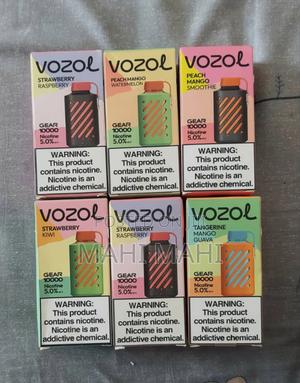 VOZOL
STRAWBERRY
RASPBERRY
GEAR
10000
Nicotine
5.0%
WARNING:
This product
contains nicotine.
Nicotine is an
addictive chemical.
VOZOL
PEACH MANGO
WATERMELON
GEAR
10000
Nicotine
5.0%
WARNING:
This product
contains nicotine.
Nicotine is an
addictive chemical.
VOZOL
PEACH
MANGO
SMOOTHIE
GEAR
10000
Nicotine
5.0%
WARNING:
This product
contains nicotine.
Nicotine is an
addictive chemical.
VOZOL
STRAWBERRY
KIWI
GEAR
10000
Nicotine
5.0%
WARNING:
This product
contains nicotine.
Nicotine is an
addictive chemical.
VOZOL
STRAWBERRY
RASPBERRY
GEAR
10000
Nicotine
5.0%
WARNING:
This product
contains nicotine.
Nicotine is an
addictive chemical.
VOZOL
TANGERINE
MANGO
GUAVA
GEAR
10000
Nicotine
5.0%
WARNING:
This product
contains nicotine.
Nicotine is an
addictive chemical.
MAHI MAHI